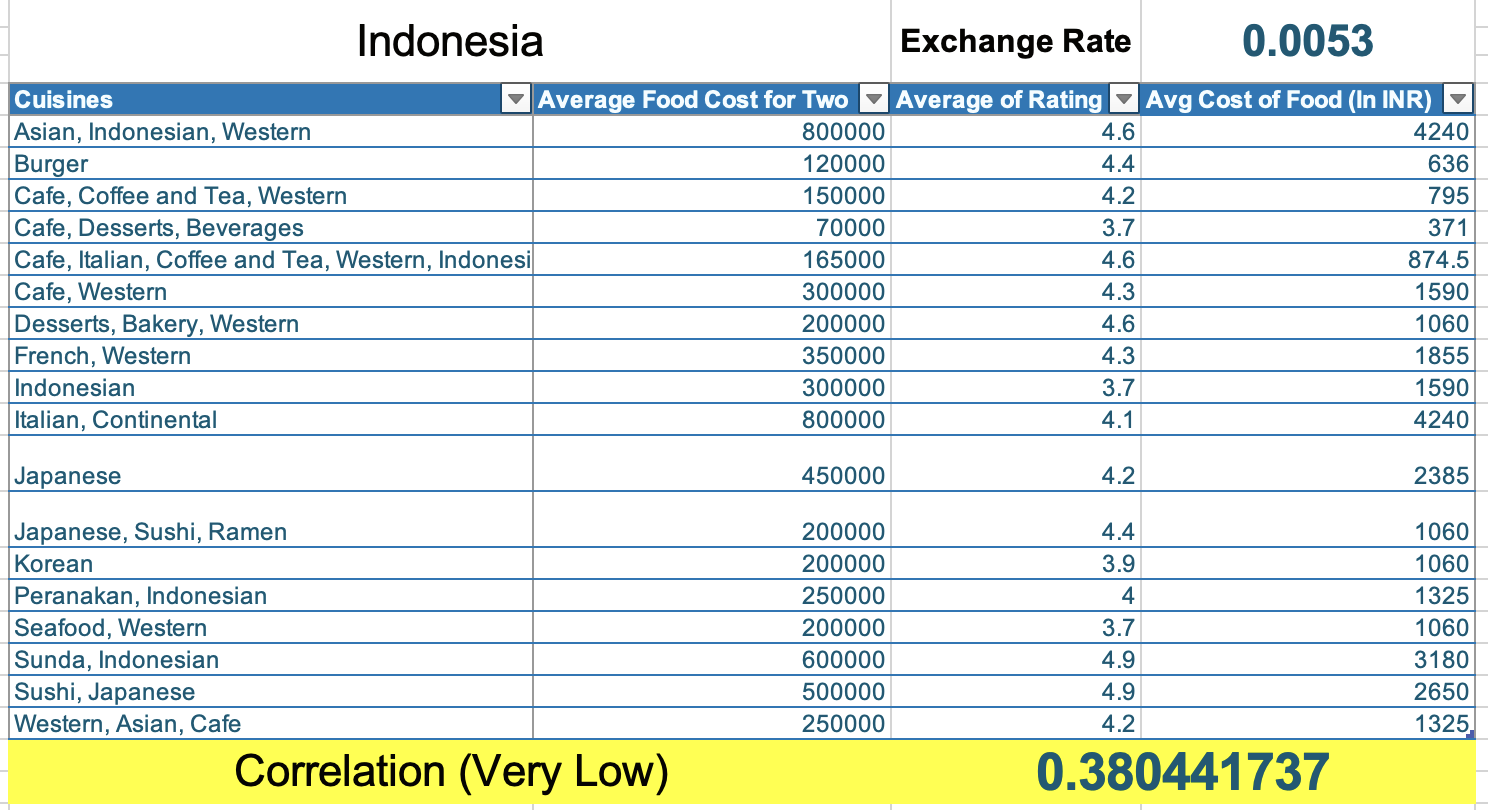 Indonesia Exchange Rate 0.0053
Cuisines Average Food Cost for Two Average of Rating Avg Cost of Food (In INR)
Asian, Indonesian, Western 800000 4.6 4240
Burger 120000 4.4 636
Cafe, Coffee and Tea, Western 150000 4.2 795
Cafe, Desserts, Beverages 70000 3.7 371
Cafe, Italian, Coffee and Tea, Western, Indonesi 165000 4.6 874.5
Cafe, Western 300000 4.3 1590
Desserts, Bakery, Western 200000 4.6 1060
French, Western 350000 4.3 1855
Indonesian 300000 3.7 1590
Italian, Continental 800000 4.1 4240
Japanese 450000 4.2 2385
Japanese, Sushi, Ramen 200000 4.4 1060
Korean 200000 3.9 1060
Peranakan, Indonesian 250000 4 1325
Seafood, Western 200000 3.7 1060
Sunda, Indonesian 600000 4.9 3180
Sushi, Japanese 500000 4.9 2650
Western, Asian, Cafe 250000 4.2 1325
Correlation (Very Low) 0.380441737